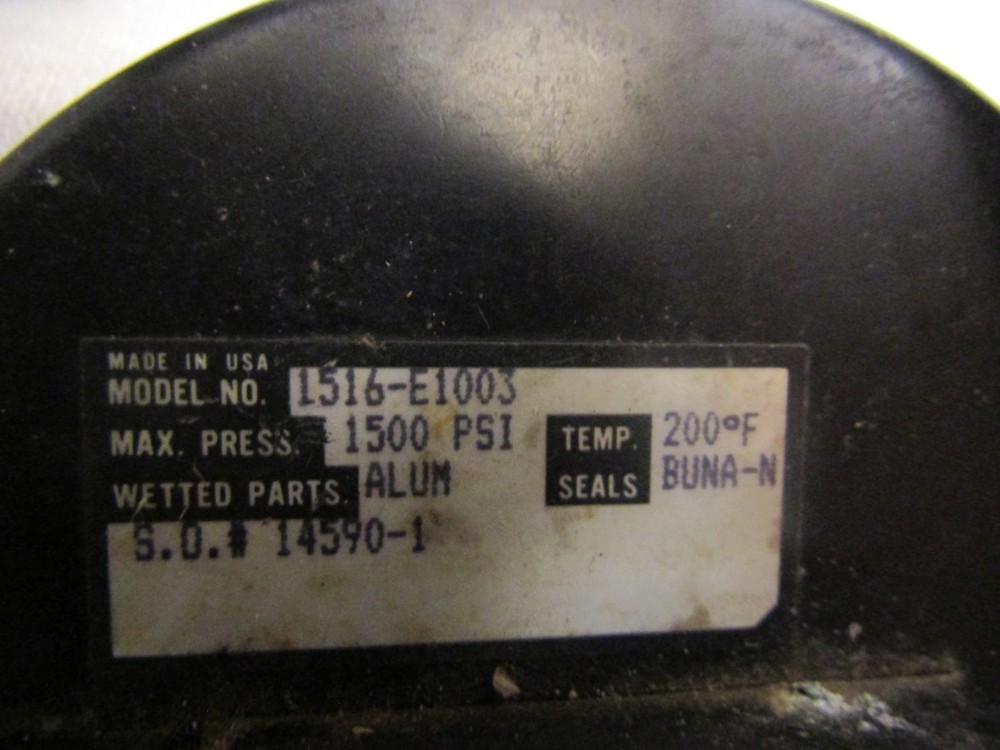 MADE IN USA
MODEL NO. 1516-E1003
MAX. PRESS. 1500 PSI TEMP. 200°F
WETTED PARTS. ALUM SEALS BUNA-N
S.O.# 14590-1